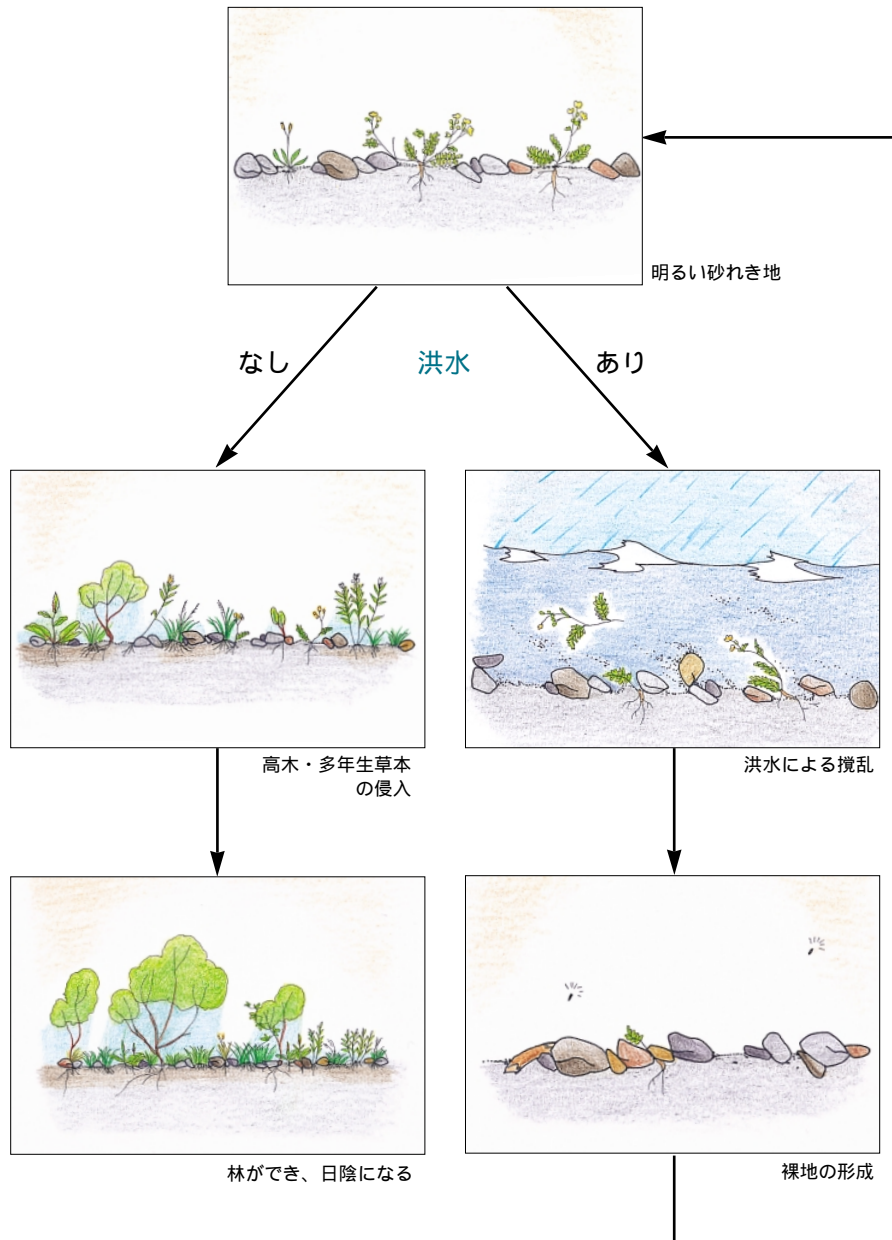 明るい砂れき地
なし
洪水
あり
高木・多年生草本
の侵入
洪水による撹乱
林ができ、日陰になる
裸地の形成